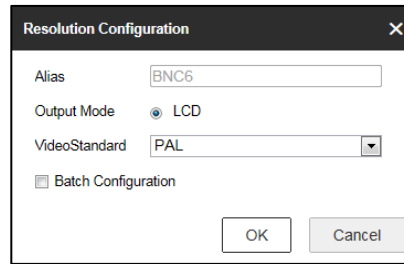 Resolution Configuration
Alias BNC6
Output Mode LCD
VideoStandard PAL
Batch Configuration
OK Cancel